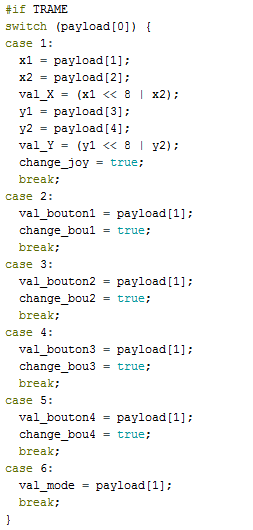 #if TRAME
switch (payload[0]) {
case 1:
  x1 = payload[1];
  x2 = payload[2];
  val_X = (x1 << 8 | x2);
  y1 = payload[3];
  y2 = payload[4];
  val_Y = (y1 << 8 | y2);
  change_joy = true;
  break;
case 2:
  val_bouton1 = payload[1];
  change_bou1 = true;
  break;
case 3:
  val_bouton2 = payload[1];
  change_bou2 = true;
  break;
case 4:
  val_bouton3 = payload[1];
  change_bou3 = true;
  break;
case 5:
  val_bouton4 = payload[1];
  change_bou4 = true;
  break;
case 6:
  val_mode = payload[1];
  break;
}